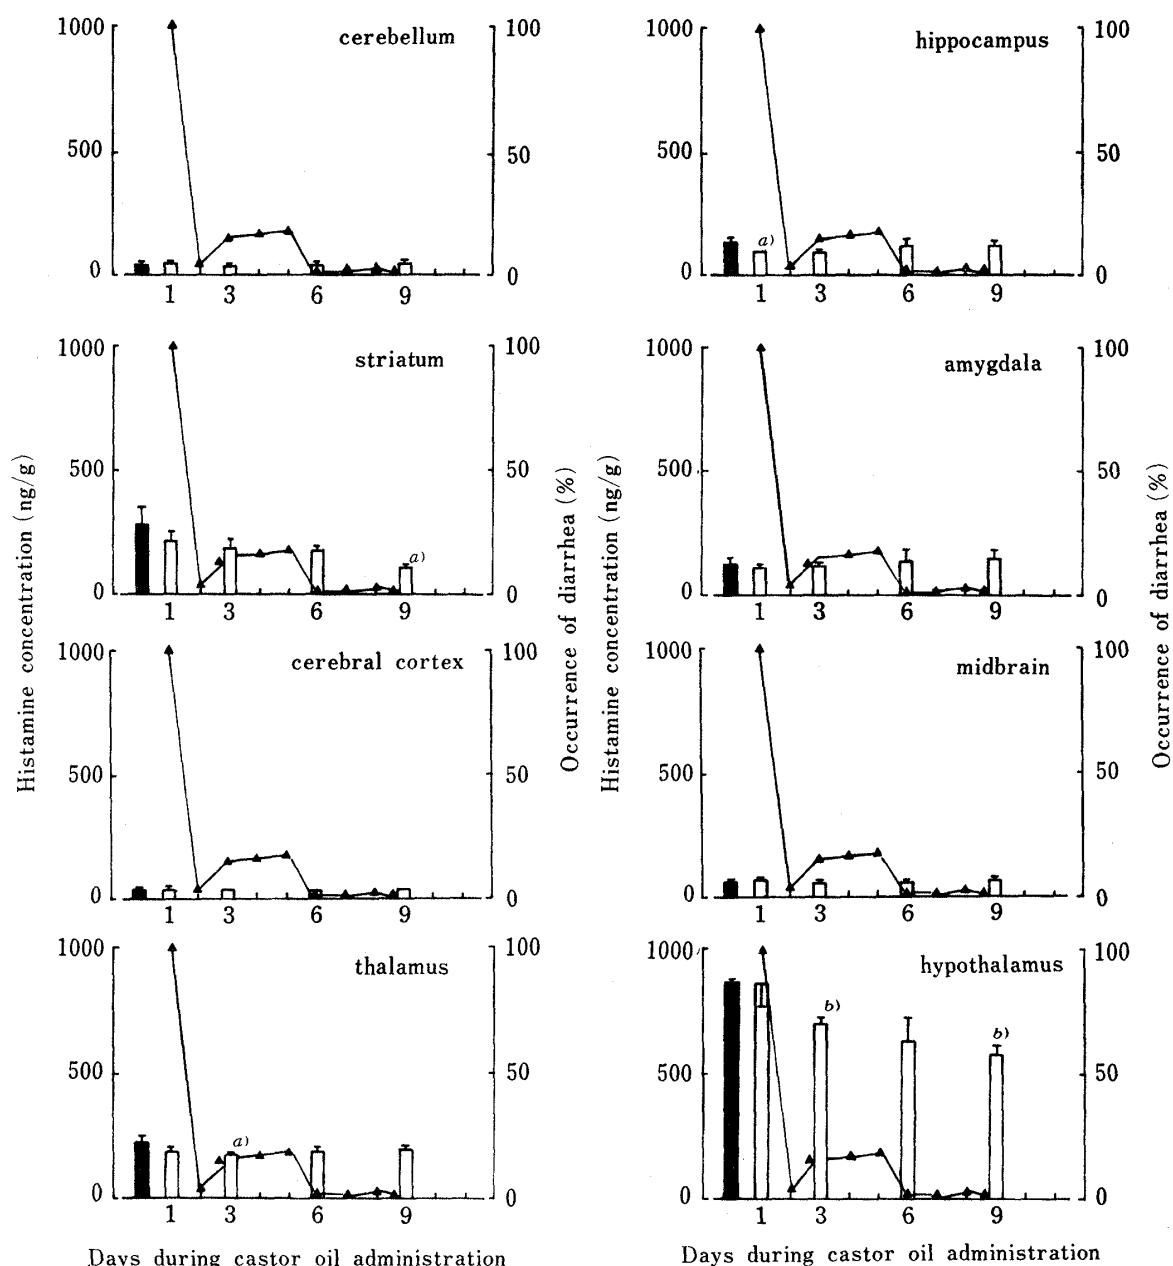 cerebellum
1000
500
0
100
50
0
1 3 6 9
hippocampus
1000
500
0
100
50
0
a)
1 3 6 9
striatum
1000
500
0
100
50
0
a)
1 3 6 9
amygdala
1000
500
0
100
50
0
1 3 6 9
cerebral cortex
1000
500
0
100
50
0
1 3 6 9
midbrain
1000
500
0
100
50
0
1 3 6 9
thalamus
1000
500
0
100
50
0
a)
1 3 6 9
hypothalamus
1000
500
0
100
50
0
b)
b)
1 3 6 9
Histamine concentration (ng/g)
Occurrence of diarrhea (%)
Histamine concentration (ng/g)
Occurrence of diarrhea (%)
Days during castor oil administration
Days during castor oil administration